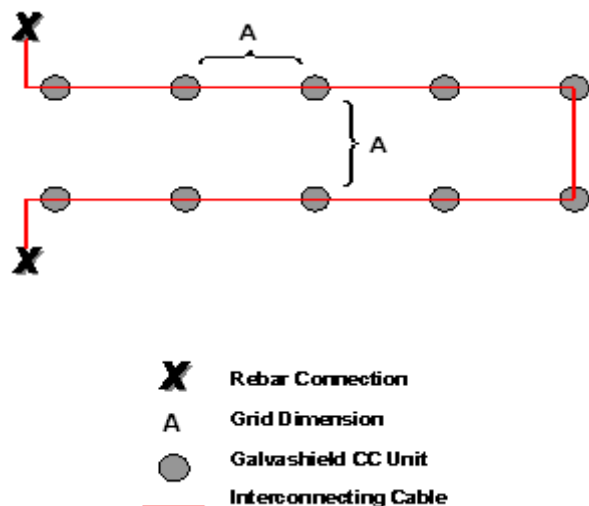 X
A
A
X
X Rebar Connection
A Grid Dimension
Galvashield CC Unit
Interconnecting Cable